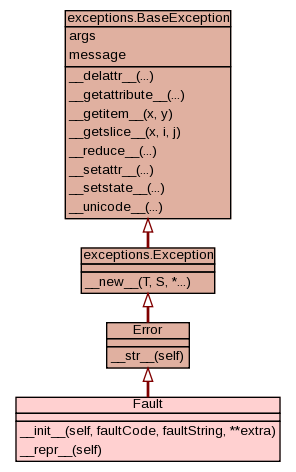 exceptions.BaseException
args
message
__delattr__(...)
__getattribute__(...)
__getitem__(x, y)
__getslice__(x, i, j)
__reduce__(...)
__setattr__(...)
__setstate__(...)
__unicode__(...)
exceptions.Exception
__new__(T, S, *...)
Error
__str__(self)
Fault
__init__(self, faultCode, faultString, **extra)
__repr__(self)